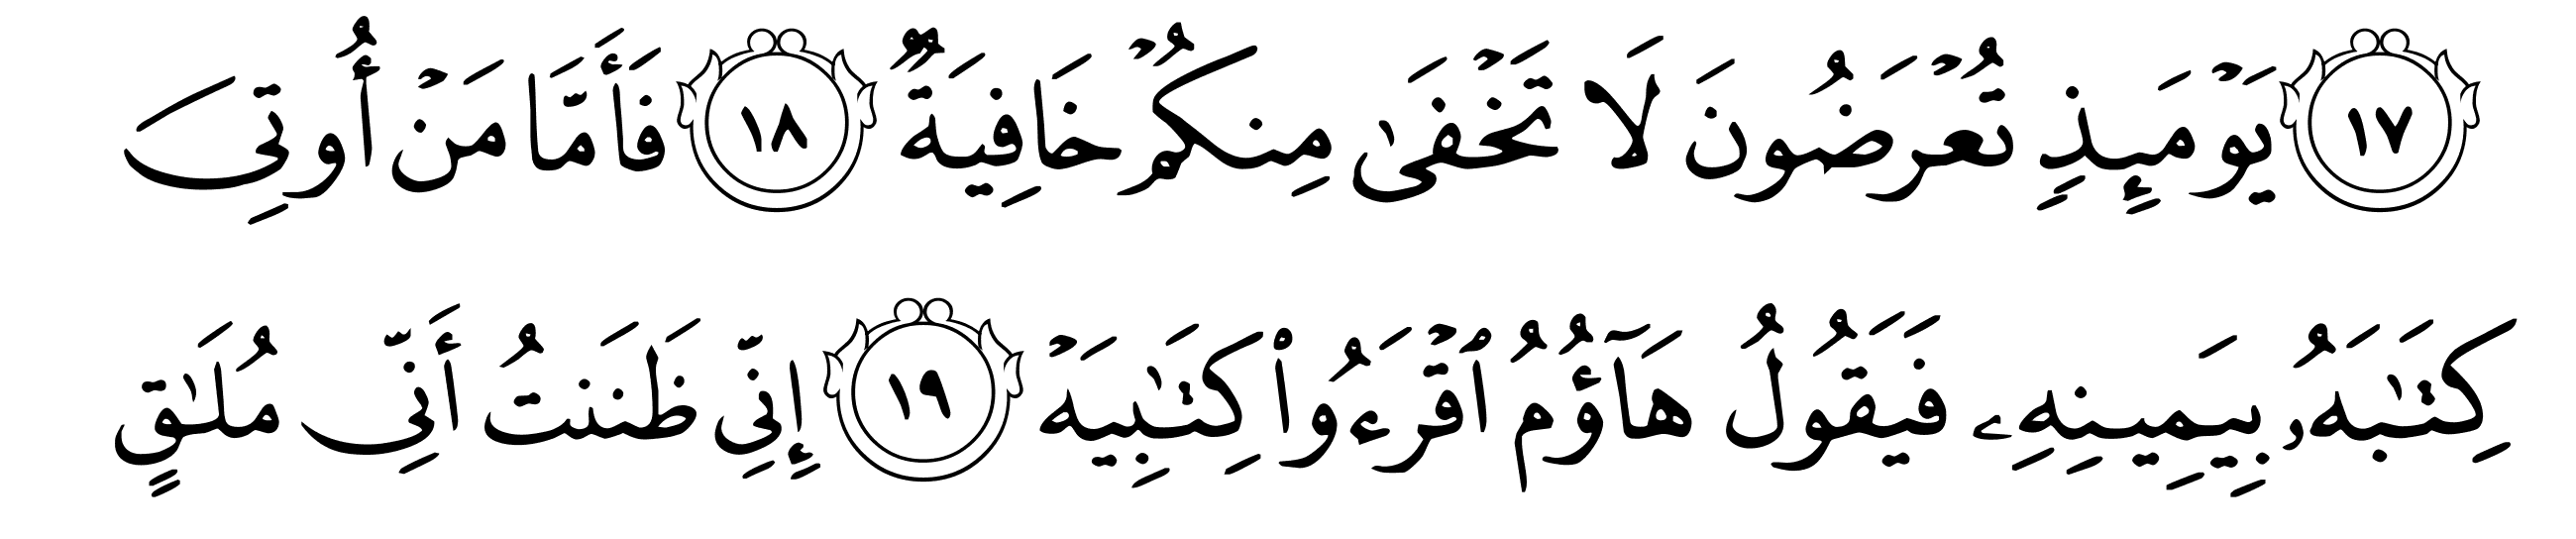 ١٧ يَوْمَئِذٍ تُعْرَضُونَ لَا تَخْفَىٰ مِنكُمْ خَافِيَةٌ ١٨ فَأَمَّا مَنْ أُوتِىَ
كِتَـٰبَهُۥ بِيَمِينِهِۦ فَيَقُولُ هَآؤُمُ ٱقْرَءُوا۟ كِتَـٰبِيَهْ ١٩ إِنِّى ظَنَنتُ أَنِّى مُلَـٰقٍ